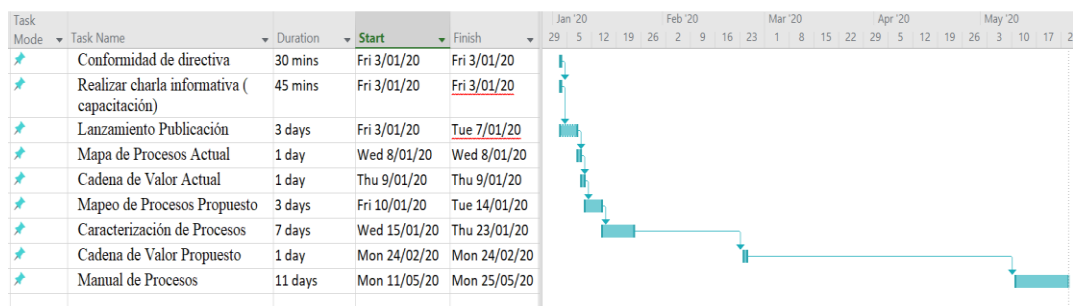 Task Jan '20 Feb '20 Mar '20 Apr '20 May '20
Mode Task Name Duration Start Finish 29 5 12 19 26 2 9 16 23 1 8 15 22 29 5 12 19 26 3 10 17 2
Conformidad de directiva 30 mins Fri 3/01/20 Fri 3/01/20
Realizar charla informativa ( 45 mins Fri 3/01/20 Fri 3/01/20
capacitación)
Lanzamiento Publicación 3 days Fri 3/01/20 Tue 7/01/20
Mapa de Procesos Actual 1 day Wed 8/01/20 Wed 8/01/20
Cadena de Valor Actual 1 day Thu 9/01/20 Thu 9/01/20
Mapeo de Procesos Propuesto 3 days Fri 10/01/20 Tue 14/01/20
Caracterización de Procesos 7 days Wed 15/01/20 Thu 23/01/20
Cadena de Valor Propuesto 1 day Mon 24/02/20 Mon 24/02/20
Manual de Procesos 11 days Mon 11/05/20 Mon 25/05/20